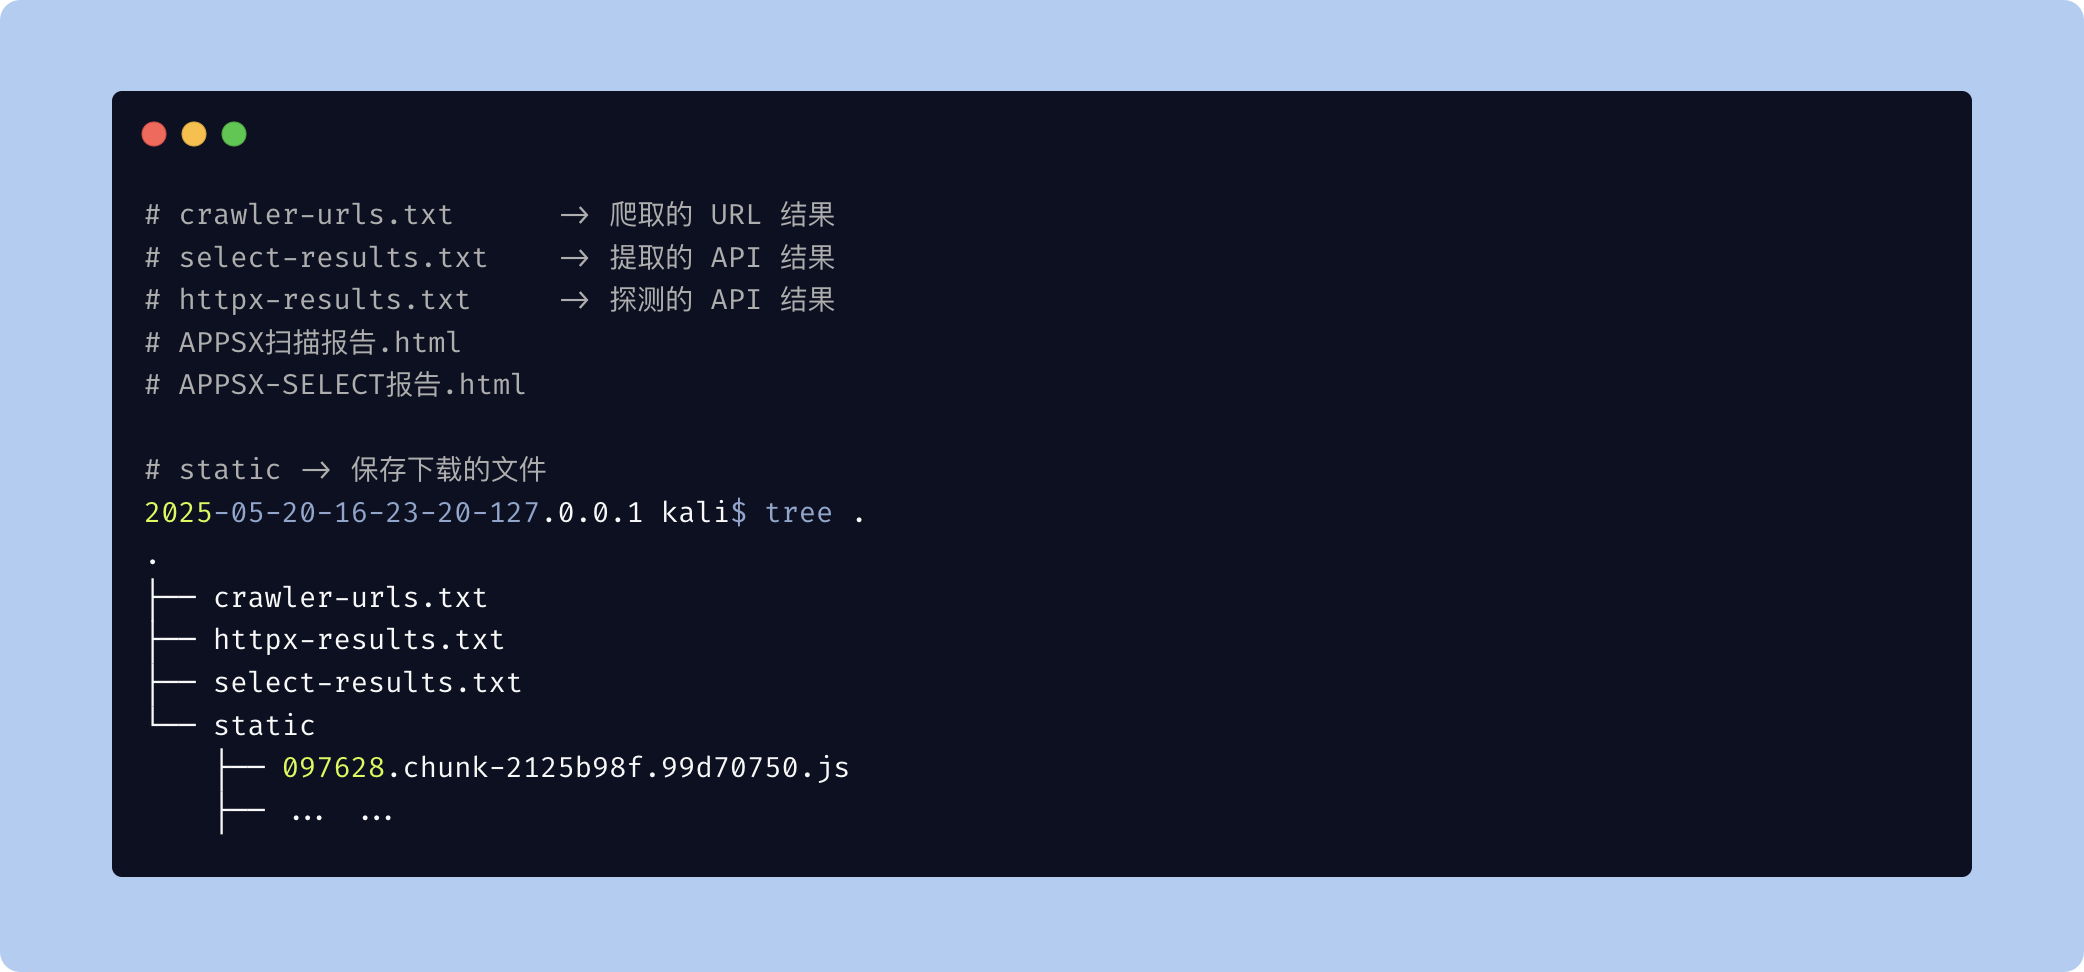 # crawler-urls.txt      -> 爬取的 URL 结果
# select-results.txt    -> 提取的 API 结果
# httpx-results.txt     -> 探测的 API 结果
# APPSX扫描报告.html
# APPSX-SELECT报告.html

# static -> 保存下载的文件
2025-05-20-16-23-20-127.0.0.1 kali$ tree .
.
├── crawler-urls.txt
├── httpx-results.txt
├── select-results.txt
└── static
    ├── 097628.chunk-2125b98f.99d70750.js
    ├── ... ...